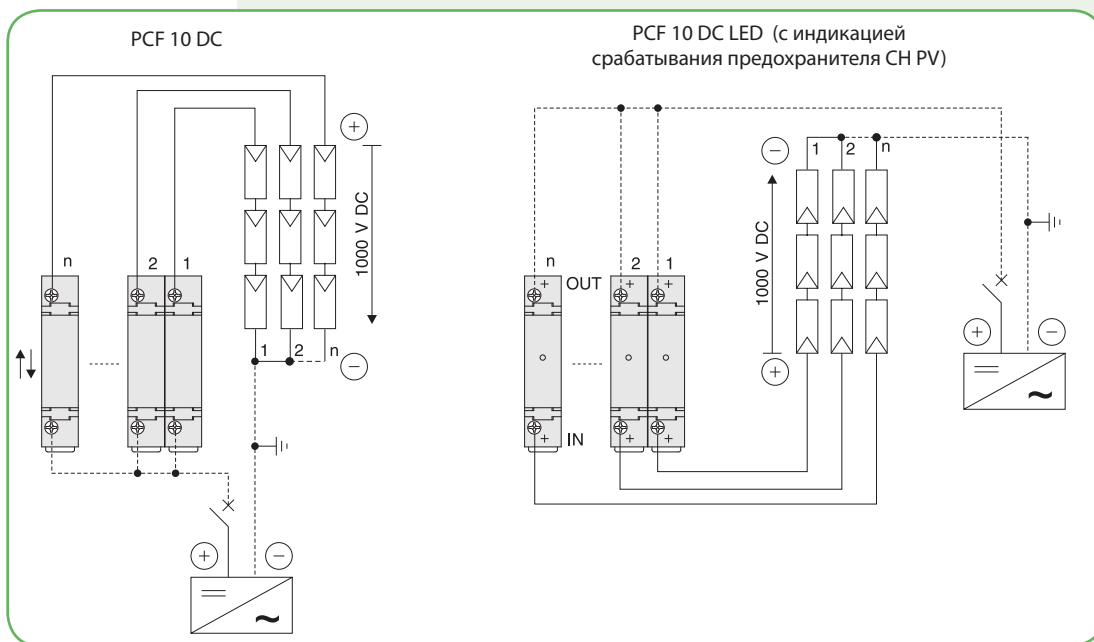 PCF 10 DC
n
2 1
+
1000 V DC
1 2 n
−
+ −
=
~
PCF 10 DC LED (с индикацией
срабатывания предохранителя CH PV)
n 2 1
+ OUT + +
+ IN + +
−
1 2 n
1000 V DC
+
+ −
=
~